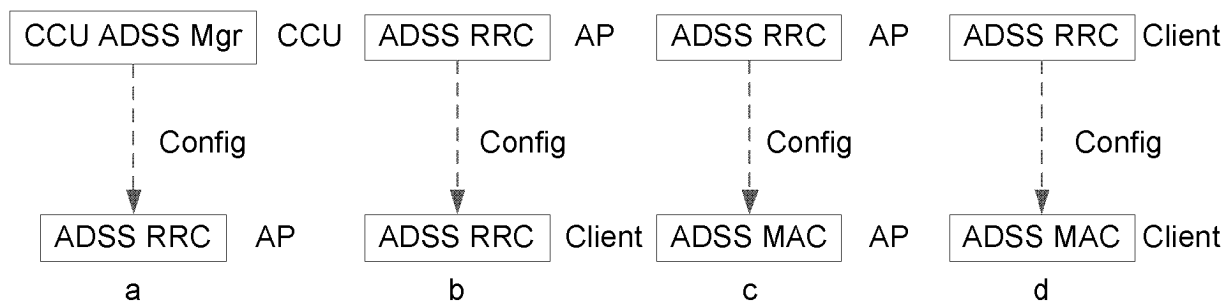 CCU ADSS Mgr CCU ADSS RRC AP ADSS RRC AP ADSS RRC Client
Config Config Config Config
ADSS RRC AP ADSS RRC Client ADSS MAC AP ADSS MAC Client
a b c d